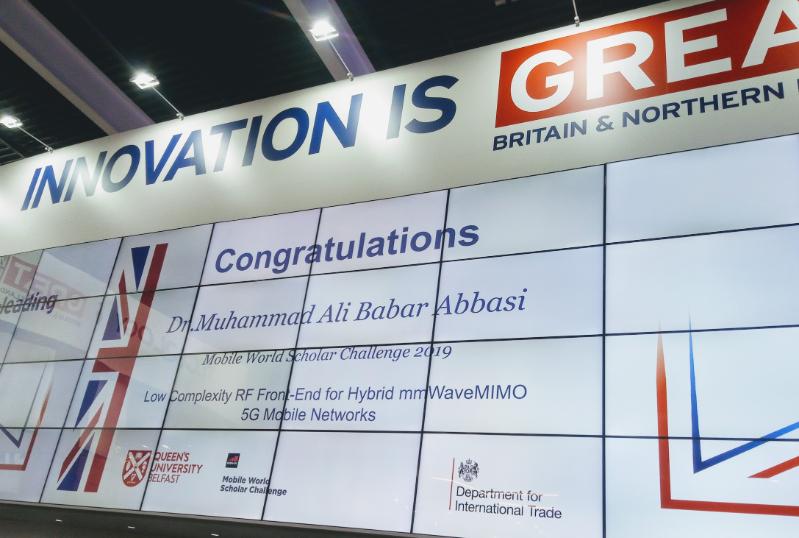 INNOVATION IS GREA
BRITAIN & NORTHERN
Congratulations
leading
Dr.Muhammad Ali Babar Abbasi
Mobile World Scholar Challenge 2019
Low Complexity RF Front-End for Hybrid mmWaveMIMO
5G Mobile Networks
QUEEN'S
UNIVERSITY
BELFAST
Mobile World
Scholar Challenge
Department for
International Trade